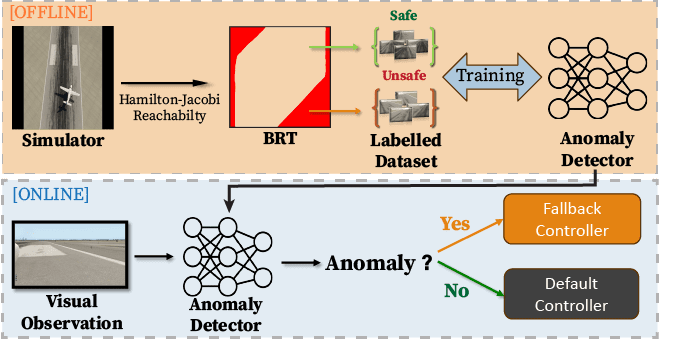 [OFFLINE]
Simulator
Hamilton-Jacobi
Reachabilty
BRT
Safe
Unsafe
Labelled
Dataset
Training
Anomaly
Detector
[ONLINE]
Visual
Observation
Anomaly
Detector
Anomaly ?
Yes
No
Fallback
Controller
Default
Controller